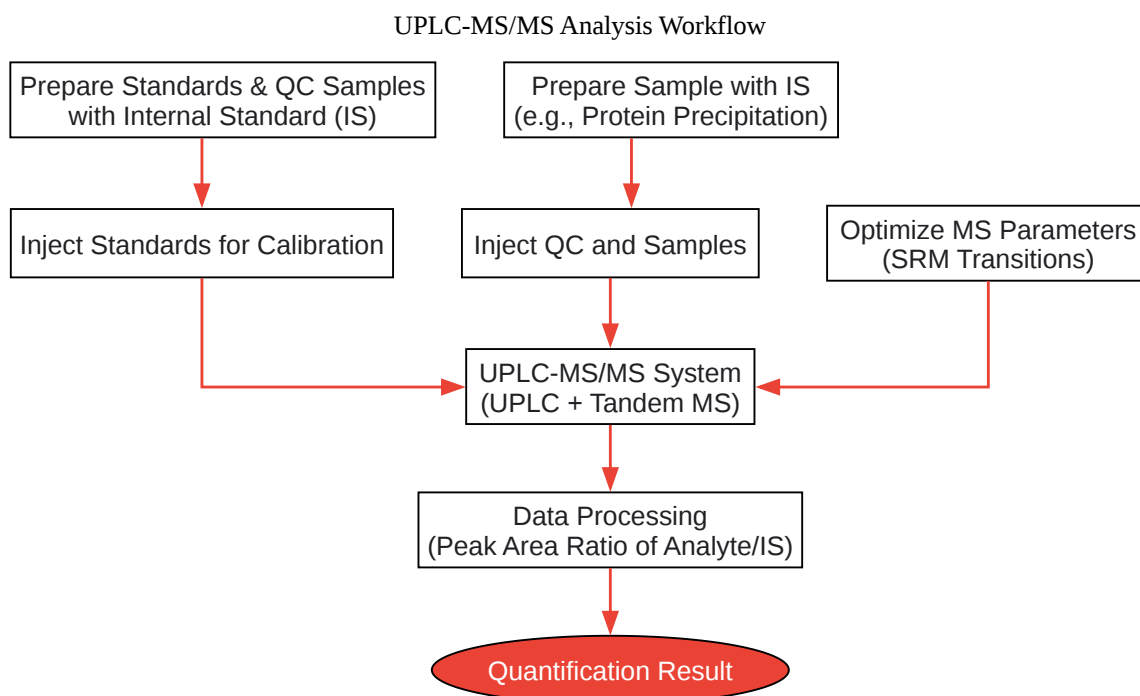 UPLC-MS/MS Analysis Workflow
Prepare Standards & QC Samples
with Internal Standard (IS)
Prepare Sample with IS
(e.g., Protein Precipitation)
Inject Standards for Calibration
Inject QC and Samples
Optimize MS Parameters
(SRM Transitions)
UPLC-MS/MS System
(UPLC + Tandem MS)
Data Processing
(Peak Area Ratio of Analyte/IS)
Quantification Result